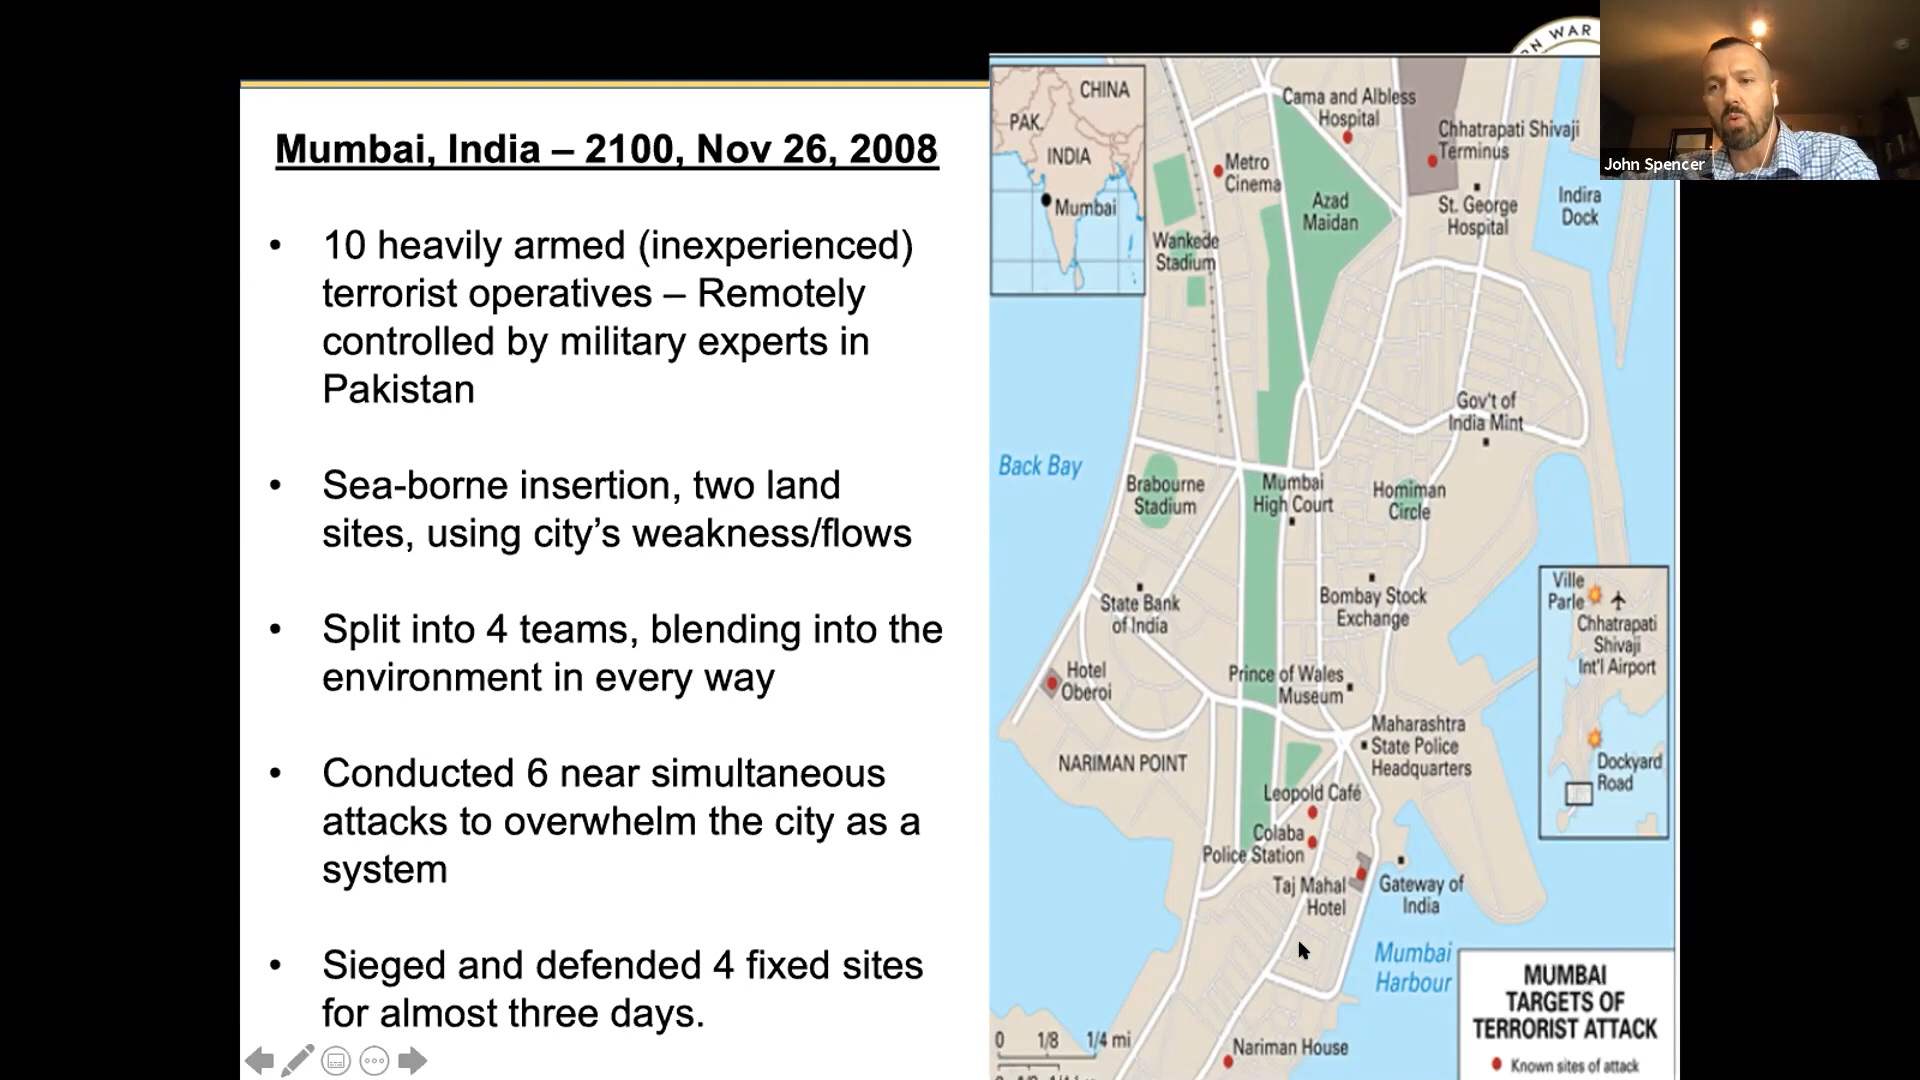 Mumbai, India – 2100, Nov 26, 2008
• 10 heavily armed (inexperienced)
terrorist operatives – Remotely
controlled by military experts in
Pakistan
• Sea-borne insertion, two land
sites, using city’s weakness/flows
• Split into 4 teams, blending into the
environment in every way
• Conducted 6 near simultaneous
attacks to overwhelm the city as a
system
• Sieged and defended 4 fixed sites
for almost three days.
WAR
John Spencer
CHINA
PAK.
INDIA
Mumbai
Cama and Albless
Hospital
Chhatrapati Shivaji
Terminus
Metro
Cinema
Azad
Maidan
St. George
Hospital
Indira
Dock
Wankede
Stadium
Gov't of
India Mint
Back Bay
Brabourne
Stadium
Mumbai
High Court
Horniman
Circle
State Bank
of India
Bombay Stock
Exchange
Ville
Parle
Chhatrapati
Shivaji
Int'l Airport
Hotel
Oberoi
Prince of Wales
Museum
Maharashtra
State Police
Headquarters
NARIMAN POINT
Dockyard
Road
Leopold Café
Colaba
Police Station
Taj Mahal
Hotel
Gateway of
India
Mumbai
Harbour
MUMBAI
TARGETS OF
TERRORIST ATTACK
Known sites of attack
0 1/8 1/4 mi
Nariman House